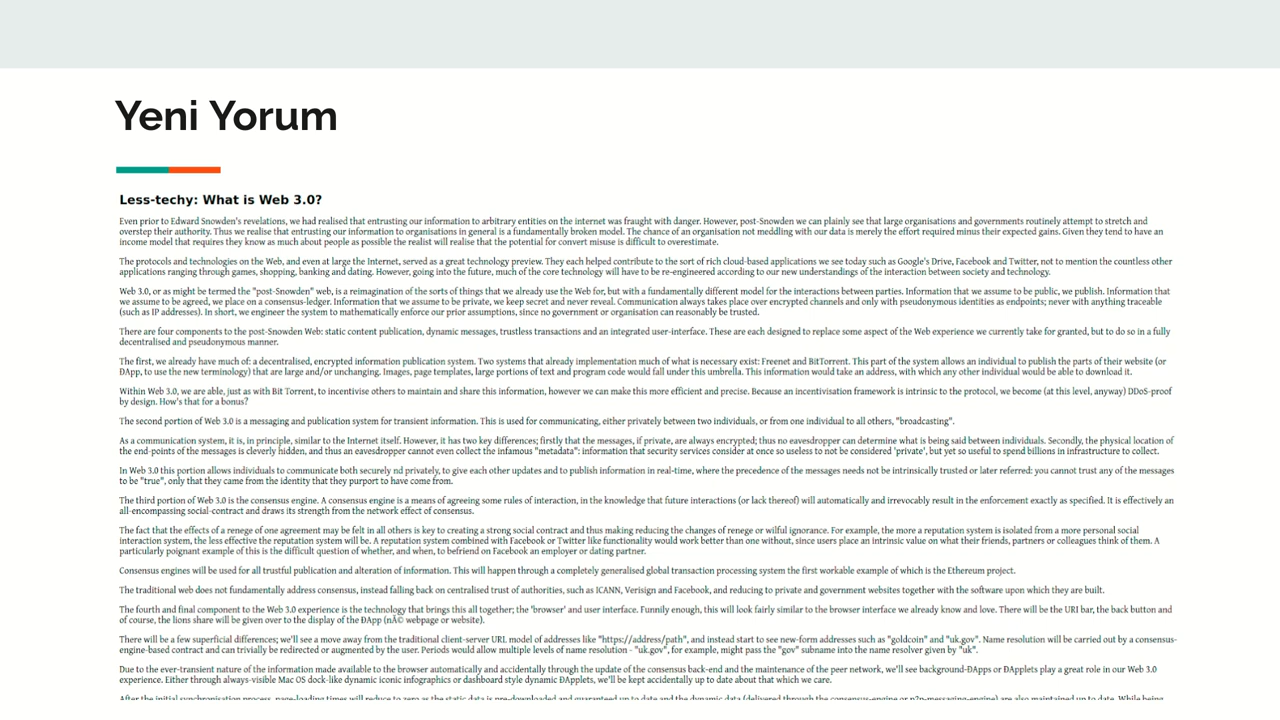 Yeni Yorum
Less-techy: What is Web 3.0?
Even prior to Edward Snowden's revelations, we had realised that entrusting our information to arbitrary entities on the internet was fraught with danger. However, post-Snowden we can plainly see that large organisations and governments routinely attempt to stretch and
overstep their authority. Thus we realise that entrusting our information to organisations in general is a fundamentally broken model. The chance of an organisation not meddling with our data is merely the effort required minus their expected gains. Given they tend to have an
income model that requires they know as much about people as possible the realist will realise that the potential for convert misuse is difficult to overestimate.
The protocols and technologies on the Web, and even at large the Internet, served as a great technology preview. They each helped contribute to the sort of rich cloud-based applications we see today such as Google's Drive, Facebook and Twitter, not to mention the countless other
applications ranging through games, shopping, banking and dating. However, going into the future, much of the core technology will have to be re-engineered according to our new understandings of the interaction between society and technology.
Web 3.0, or as might be termed the "post-Snowden" web, is a reimagination of the sorts of things that we already use the Web for, but with a fundamentally different model for the interactions between parties. Information that we assume to be public, we publish. Information that
we assume to be agreed, we place on a consensus-ledger. Information that we assume to be private, we keep secret and never reveal. Communication always takes place over encrypted channels and only with pseudonymous identities as endpoints; never with anything traceable
(such as IP addresses). In short, we engineer the system to mathematically enforce our prior assumptions, since no government or organisation can reasonably be trusted.
There are four components to the post-Snowden Web: static content publication, dynamic messages, trustless transactions and an integrated user-interface. These are each designed to replace some aspect of the Web experience we currently take for granted, but to do so in a fully
decentralised and pseudonymous manner.
The first, we already have much of: a decentralised, encrypted information publication system. Two systems that already implementation much of what is necessary exist: Freenet and BitTorrent. This part of the system allows an individual to publish the parts of their website (or
ĐApp, to use the new terminology) that are large and/or unchanging. Images, page templates, large portions of text and program code would fall under this umbrella. This information would take an address, with which any other individual would be able to download it.
Within Web 3.0, we are able, just as with Bit Torrent, to incentivise others to maintain and share this information, however we can make this more efficient and precise. Because an incentivisation framework is intrinsic to the protocol, we become (at this level, anyway) DDoS-proof
by design. How's that for a bonus?
The second portion of Web 3.0 is a messaging and publication system for transient information. This is used for communicating, either privately between two individuals, or from one individual to all others, "broadcasting".
As a communication system, it is, in principle, similar to the Internet itself. However, it has two key differences; firstly that the messages, if private, are always encrypted; thus no eavesdropper can determine what is being said between individuals. Secondly, the physical location of
the end-points of the messages is cleverly hidden, and thus an eavesdropper cannot even collect the infamous "metadata": information that security services consider at once so useless to not be considered 'private', but yet so useful to spend billions in infrastructure to collect.
In Web 3.0 this portion allows individuals to communicate both securely nd privately, to give each other updates and to publish information in real-time, where the precedence of the messages needs not be intrinsically trusted or later referred: you cannot trust any of the messages
to be "true", only that they came from the identity that they purport to have come from.
The third portion of Web 3.0 is the consensus engine. A consensus engine is a means of agreeing some rules of interaction, in the knowledge that future interactions (or lack thereof) will automatically and irrevocably result in the enforcement exactly as specified. It is effectively an
all-encompassing social-contract and draws its strength from the network effect of consensus.
The fact that the effects of a renege of one agreement may be felt in all others is key to creating a strong social contract and thus making reducing the changes of renege or wilful ignorance. For example, the more a reputation system is isolated from a more personal social
interaction system, the less effective the reputation system will be. A reputation system combined with Facebook or Twitter like functionality would work better than one without, since users place an intrinsic value on what their friends, partners or colleagues think of them. A
particularly poignant example of this is the difficult question of whether, and when, to befriend on Facebook an employer or dating partner.
Consensus engines will be used for all trustful publication and alteration of information. This will happen through a completely generalised global transaction processing system the first workable example of which is the Ethereum project.
The traditional web does not fundamentally address consensus, instead falling back on centralised trust of authorities, such as ICANN, Verisign and Facebook, and reducing to private and government websites together with the software upon which they are built.
The fourth and final component to the Web 3.0 experience is the technology that brings this all together; the 'browser' and user interface. Funnily enough, this will look fairly similar to the browser interface we already know and love. There will be the URI bar, the back button and
of course, the lions share will be given over to the display of the ĐApp (nÃ© webpage or website).
There will be a few superficial differences; we'll see a move away from the traditional client-server URL model of addresses like "https://address/path", and instead start to see new-form addresses such as "goldcoin" and "uk.gov". Name resolution will be carried out by a consensus-
engine-based contract and can trivially be redirected or augmented by the user. Periods would allow multiple levels of name resolution - "uk.gov", for example, might pass the "gov" subname into the name resolver given by "uk".
Due to the ever-transient nature of the information made available to the browser automatically and accidentally through the update of the consensus back-end and the maintenance of the peer network, we'll see background-ĐApps or ĐApplets play a great role in our Web 3.0
experience. Either through always-visible Mac OS dock-like dynamic iconic infographics or dashboard style dynamic ĐApplets, we'll be kept accidentally up to date about that which we care.
After the initial synchronisation process, page-loading times will reduce to zero as the static data is pre-downloaded and guaranteed up to date and the dynamic data (delivered through the consensus-engine or p2p-messaging-engine) are also maintained up to date. While being